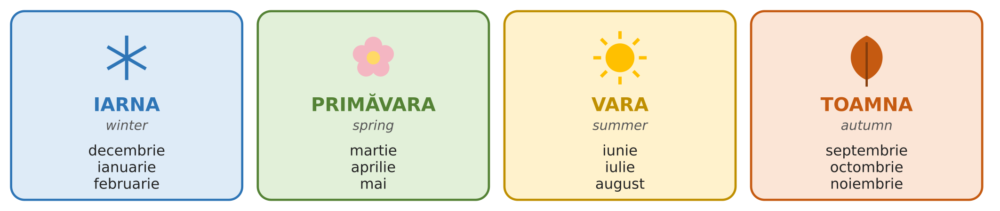 IARNA
winter
decembrie
ianuarie
februarie
PRIMĂVARA
spring
martie
aprilie
mai
VARA
summer
iunie
iulie
august
TOAMNA
autumn
septembrie
octombrie
noiembrie